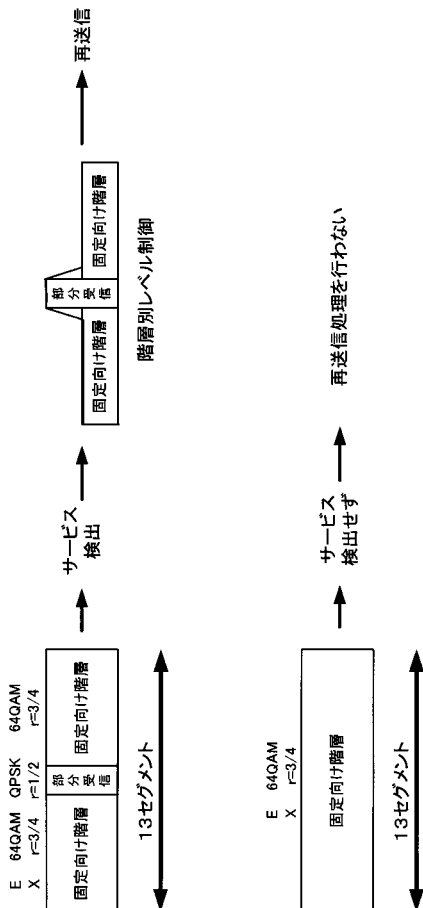 E 64QAM QPSK 64QAM
X r=3/4 r=1/2 r=3/4
固定向け階層
部分受信
固定向け階層
13セグメント
サービス
検出
固定向け階層
部分受信
固定向け階層
階層別レベル制御
再送信
E 64QAM
X r=3/4
固定向け階層
13セグメント
サービス
検出せず
再送信処理を行わない